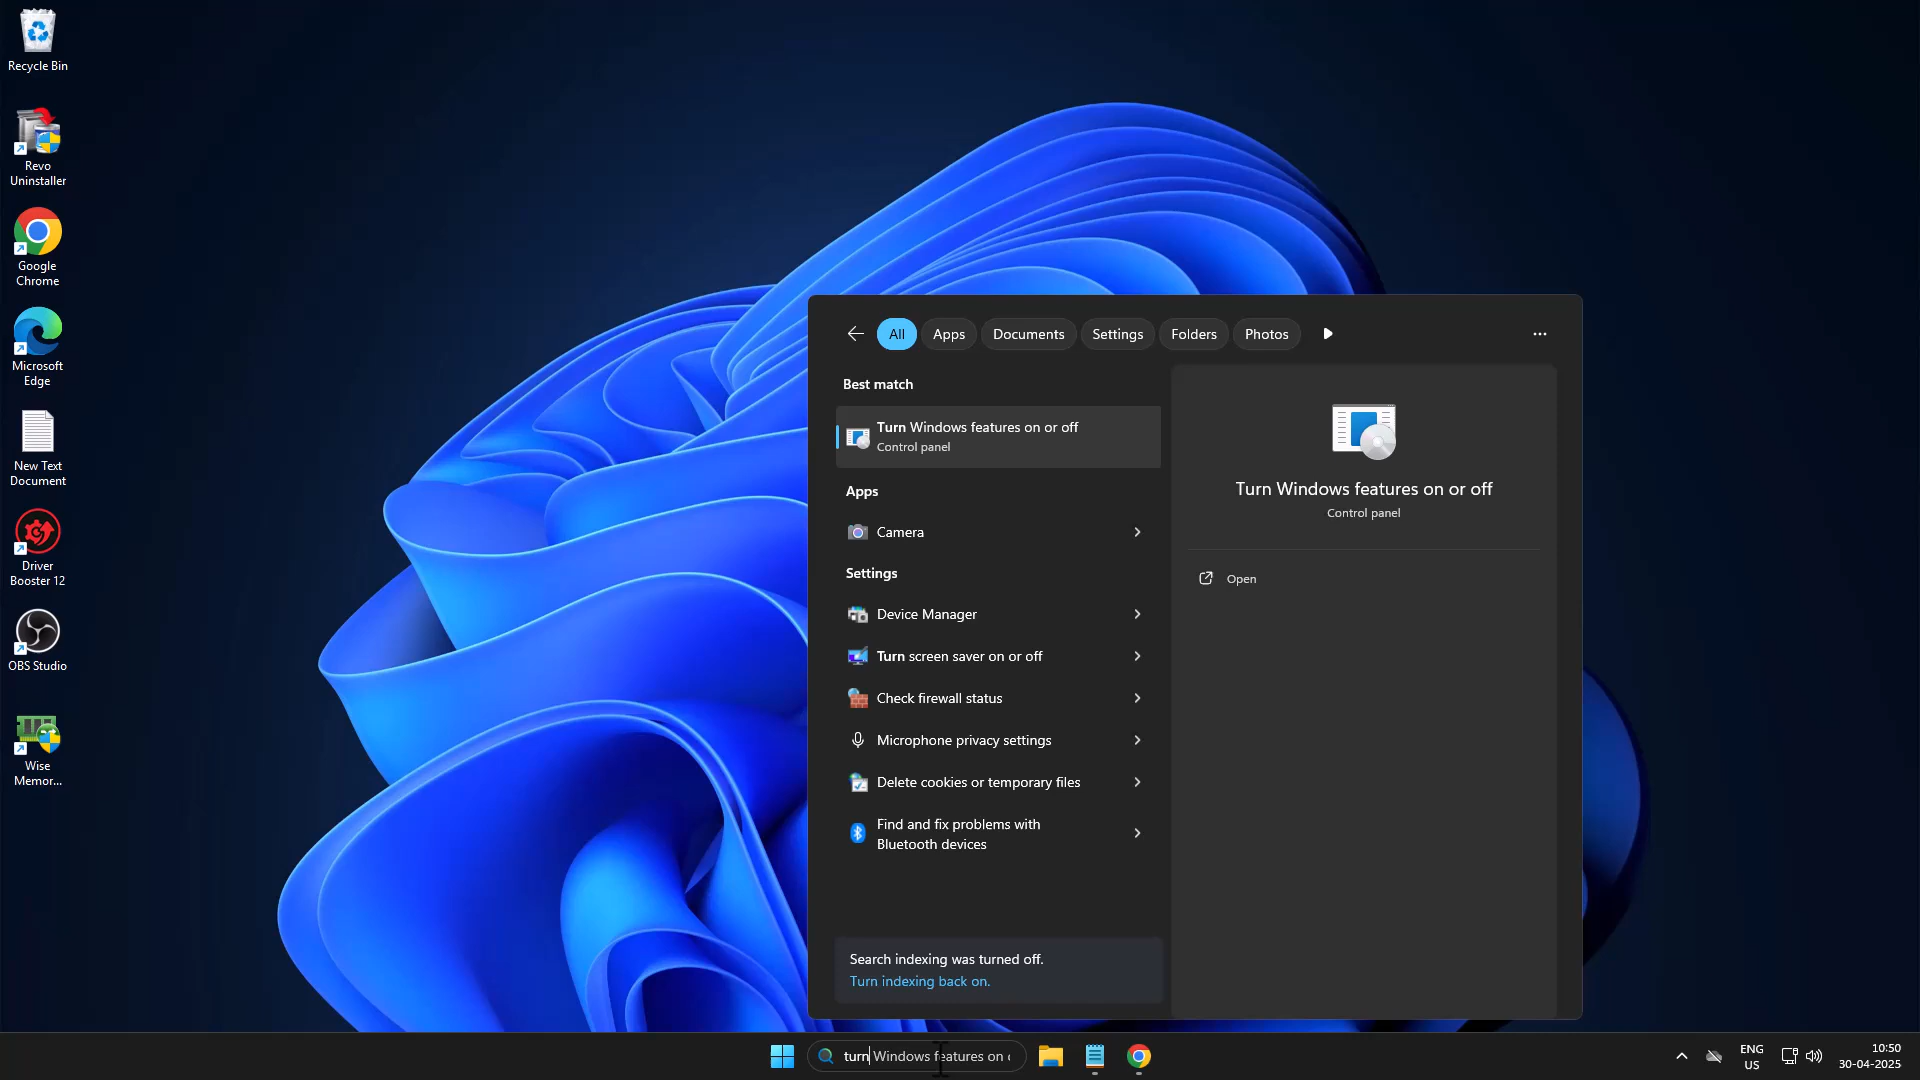 Recycle Bin
Revo
Uninstaller
Google
Chrome
Microsoft
Edge
New Text
Document
Driver
Booster 12
OBS Studio
Wise
Memor...
All
Apps
Documents
Settings
Folders
Photos
Best match
Turn Windows features on or off
Control panel
Apps
Camera
Settings
Device Manager
Turn screen saver on or off
Check firewall status
Microphone privacy settings
Delete cookies or temporary files
Find and fix problems with
Bluetooth devices
Search indexing was turned off.
Turn indexing back on.
Turn Windows features on or off
Control panel
Open
turn Windows features on
ENG
US
10:50
30-04-2025